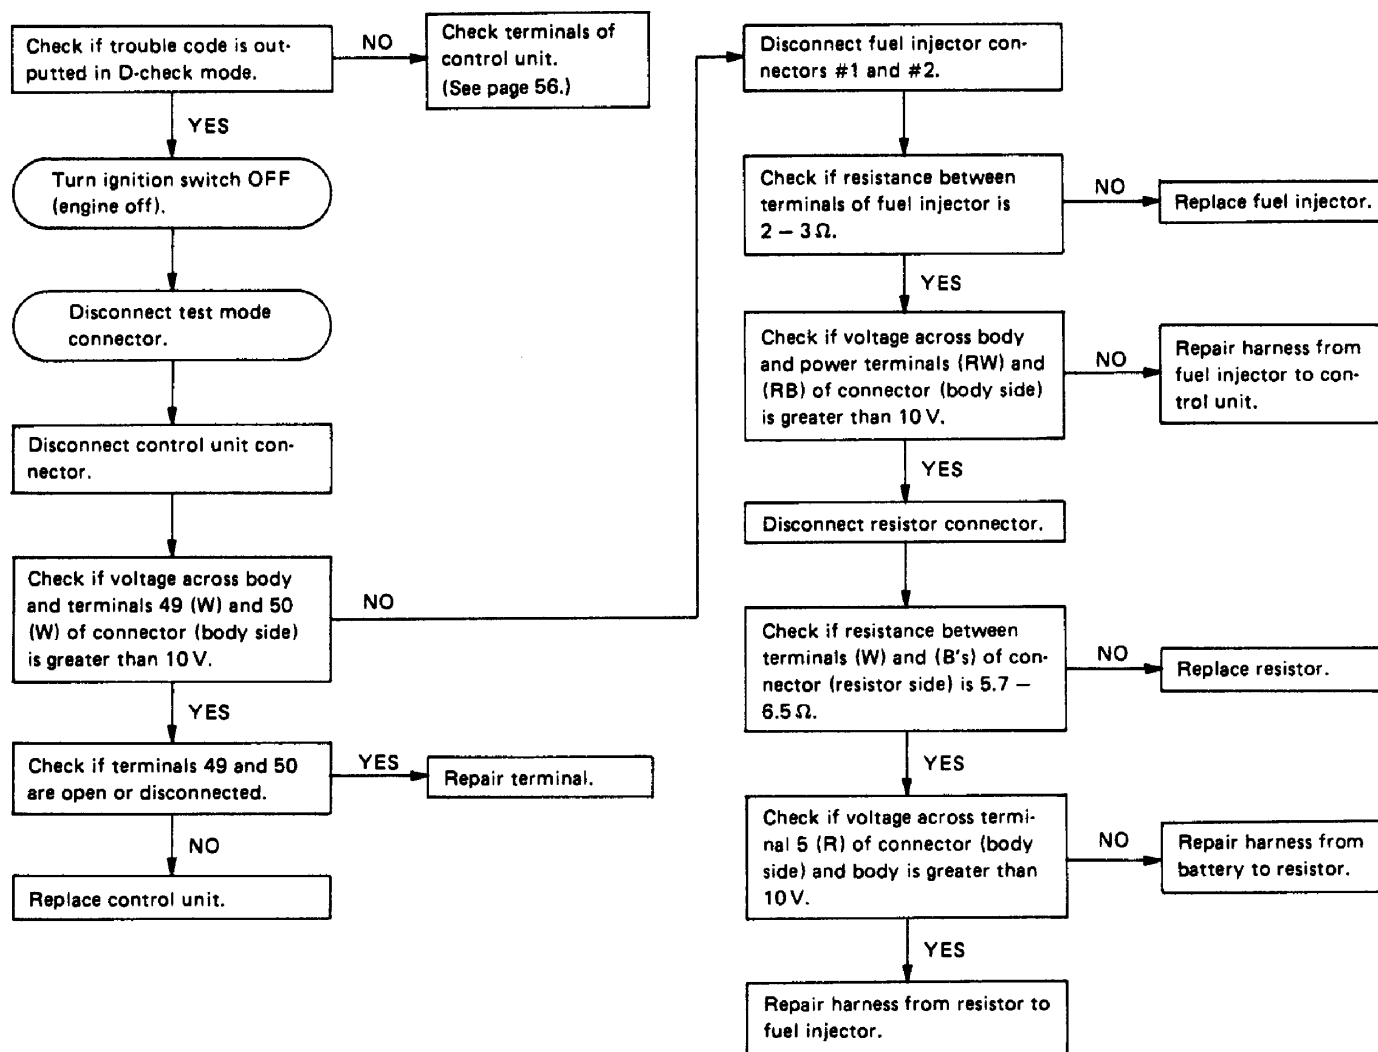 Check if trouble code is out-
putted in D-check mode.
NO
Check terminals of
control unit.
(See page 56.)
YES
Turn ignition switch OFF
(engine off).
Disconnect test mode
connector.
Disconnect control unit con-
nector.
Check if voltage across body
and terminals 49 (W) and 50
(W) of connector (body side)
is greater than 10 V.
NO
YES
Check if terminals 49 and 50
are open or disconnected.
YES
Repair terminal.
NO
Replace control unit.
Disconnect fuel injector con-
nectors #1 and #2.
Check if resistance between
terminals of fuel injector is
2 – 3 Ω.
NO
Replace fuel injector.
YES
Check if voltage across body
and power terminals (RW) and
(RB) of connector (body side)
is greater than 10 V.
NO
Repair harness from
fuel injector to con-
trol unit.
YES
Disconnect resistor connector.
Check if resistance between
terminals (W) and (B's) of con-
nector (resistor side) is 5.7 –
6.5 Ω.
NO
Replace resistor.
YES
Check if voltage across termi-
nal 5 (R) of connector (body
side) and body is greater than
10 V.
NO
Repair harness from
battery to resistor.
YES
Repair harness from resistor to
fuel injector.